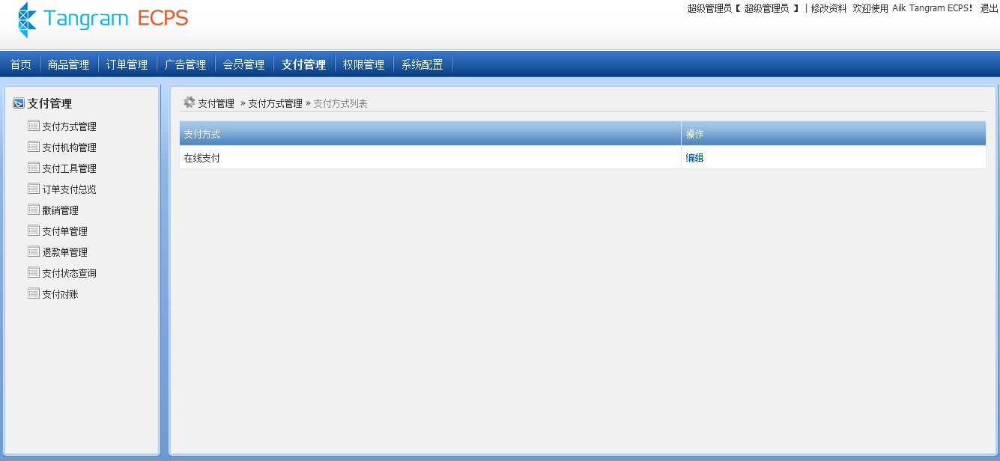 Tangram ECPS
超级管理员【 超级管理员 】 | 修改资料 欢迎使用 Ailk Tangram ECPS! 退出
首页 商品管理 订单管理 广告管理 会员管理 支付管理 权限管理 系统配置
支付管理
支付方式管理
支付机构管理
支付工具管理
订单支付总览
撤销管理
支付单管理
退款单管理
支付状态查询
支付对账
支付管理 » 支付方式管理 » 支付方式列表
支付方式 操作
在线支付 编辑